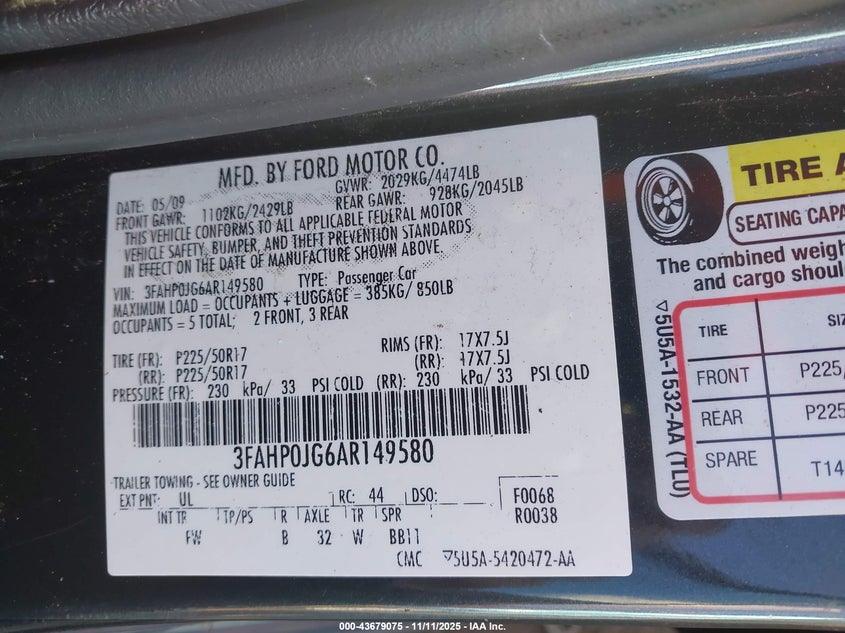 MFD. BY FORD MOTOR CO.
DATE: 05/09
GVWR: 2029KG/4474LB
FRONT GAWR: 1102KG/2429LB
REAR GAWR: 928KG/2045LB
THIS VEHICLE CONFORMS TO ALL APPLICABLE FEDERAL MOTOR
VEHICLE SAFETY, BUMPER, AND THEFT PREVENTION STANDARDS
IN EFFECT ON THE DATE OF MANUFACTURE SHOWN ABOVE.
VIN: 3FAHP0JG6AR149580 TYPE: Passenger Car
MAXIMUM LOAD = OCCUPANTS + LUGGAGE = 385KG/ 850LB
OCCUPANTS = 5 TOTAL; 2 FRONT, 3 REAR
TIRE (FR): P225/50R17 RIMS (FR): 17X7.5J
(RR): P225/50R17 (RR): 17X7.5J
PRESSURE (FR): 230 kPa/ 33 PSI COLD (RR): 230 kPa/ 33 PSI COLD
3FAHP0JG6AR149580
TRAILER TOWING - SEE OWNER GUIDE
EXT PNT: UL RC: 44 DSO: F0068
R0038
INT TR TP/PS R AXLE TR SPR
FW B 32 W BB11
CMC ▽5U5A-5420472-AA
TIRE A
SEATING CAPA
The combined weigh
and cargo shoul
▽5U5A-1532-AA (TLU)
TIRE SIZ
FRONT P225/
REAR P225
SPARE T14
000-43679075 - 11/11/2025 - IAA Inc.